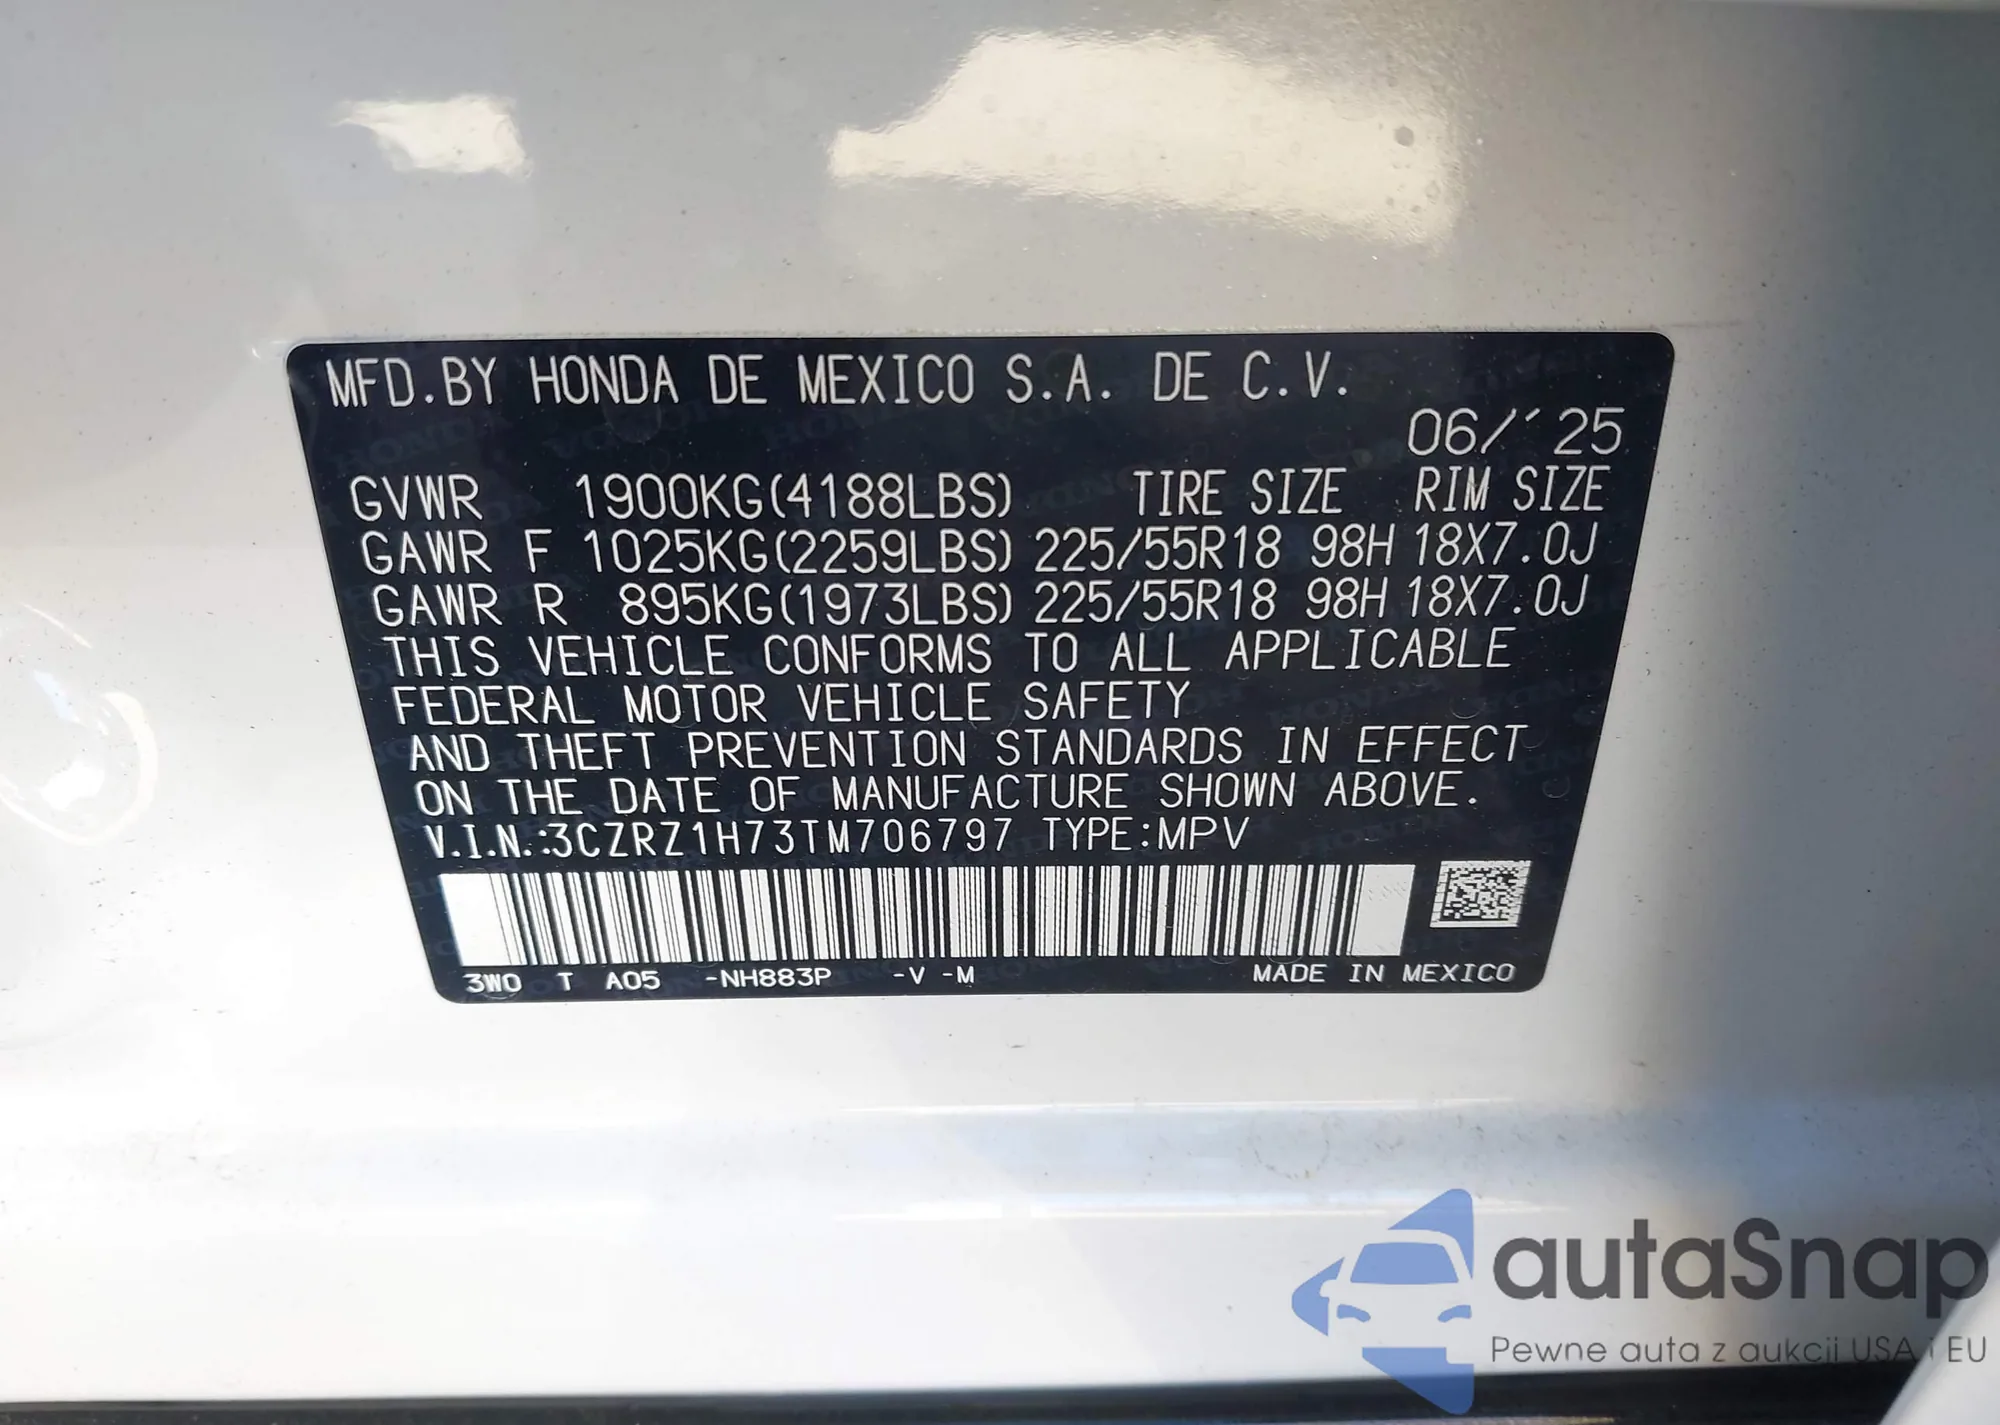 MFD.BY HONDA DE MEXICO S.A. DE C.V.
06/'25
GVWR 1900KG(4188LBS) TIRE SIZE RIM SIZE
GAWR F 1025KG(2259LBS) 225/55R18 98H 18X7.0J
GAWR R 895KG(1973LBS) 225/55R18 98H 18X7.0J
THIS VEHICLE CONFORMS TO ALL APPLICABLE
FEDERAL MOTOR VEHICLE SAFETY
AND THEFT PREVENTION STANDARDS IN EFFECT
ON THE DATE OF MANUFACTURE SHOWN ABOVE.
V.I.N.:3CZRZ1H73TM706797 TYPE:MPV
3W0 T A05 -NH883P -V -M MADE IN MEXICO
autaSnap
Pewne auta z aukcji USA i EU